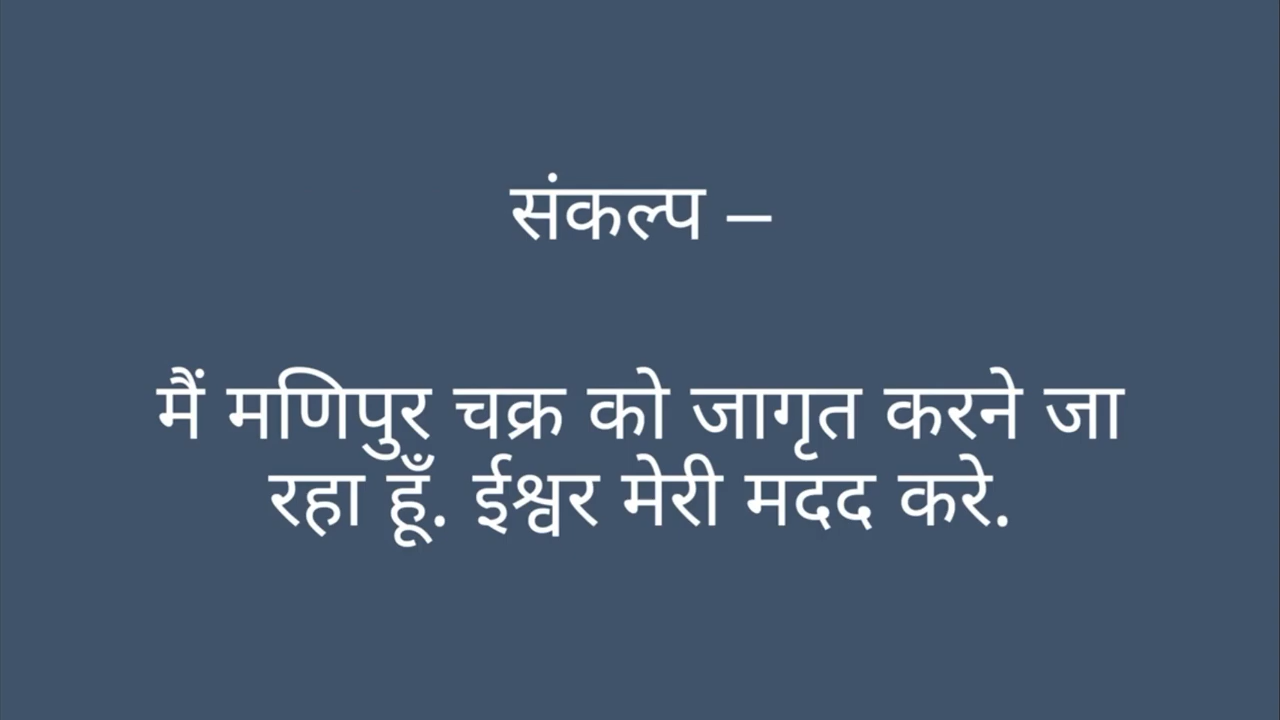 संकल्प –
मैं मणिपुर चक्र को जागृत करने जा
रहा हूँ. ईश्वर मेरी मदद करे.